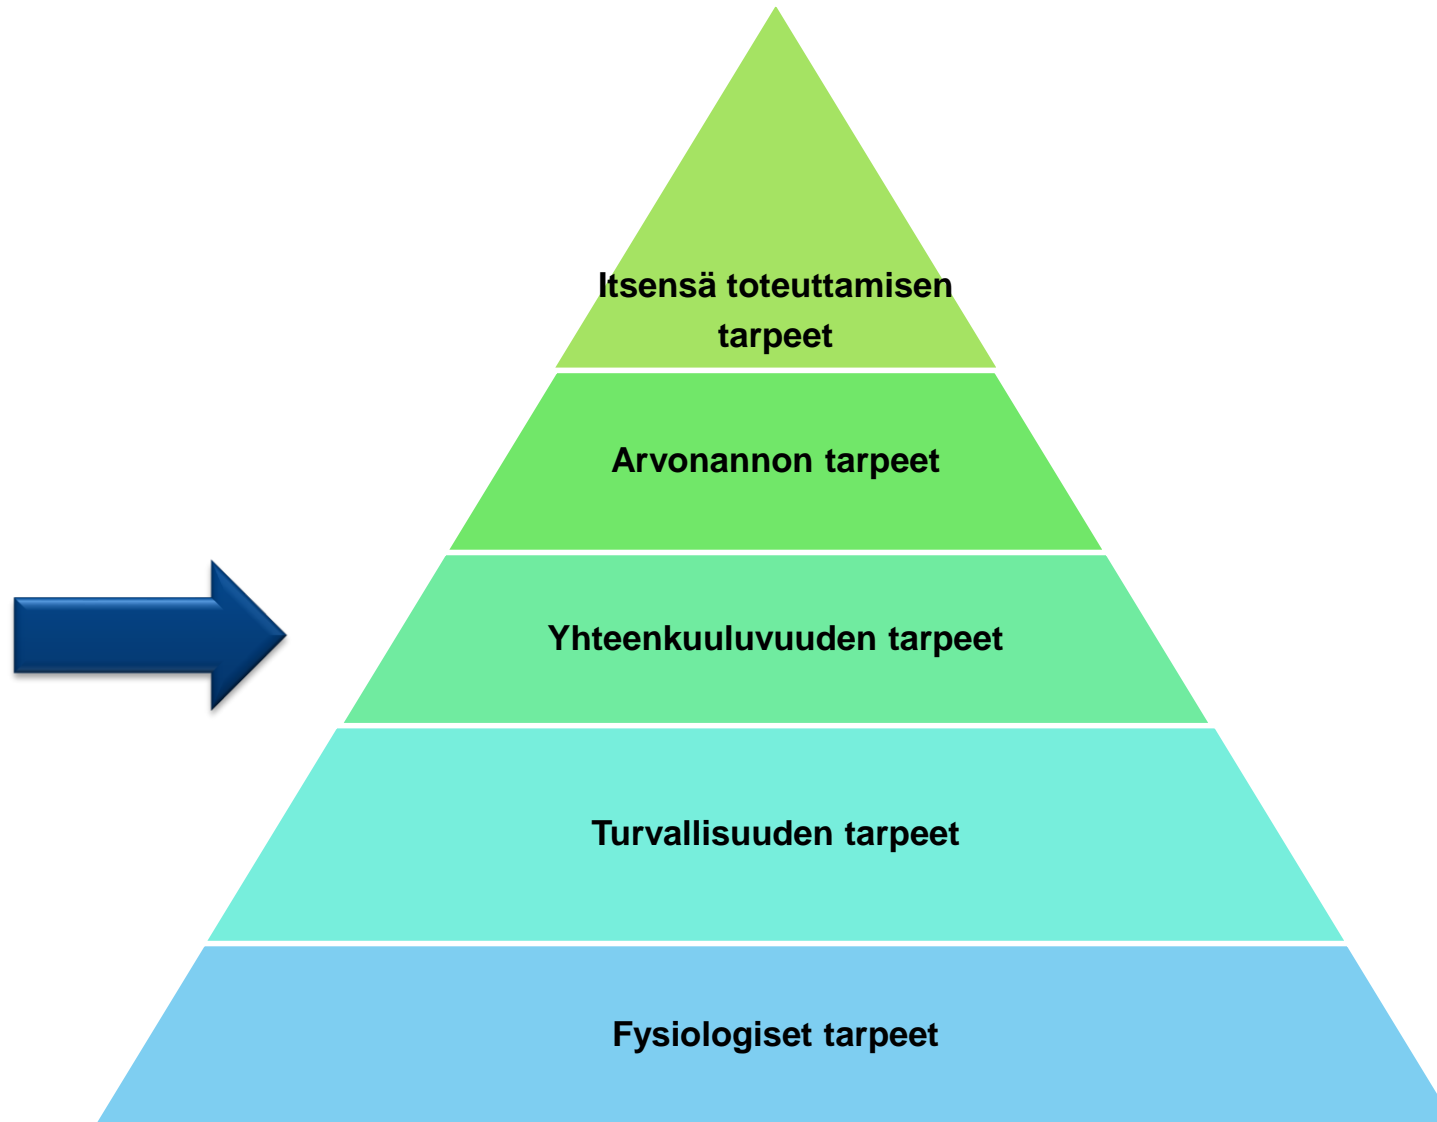 Itsensä toteuttamisen
tarpeet
Arvonannon tarpeet
Yhteenkuuluvuuden tarpeet
Turvallisuuden tarpeet
Fysiologiset tarpeet